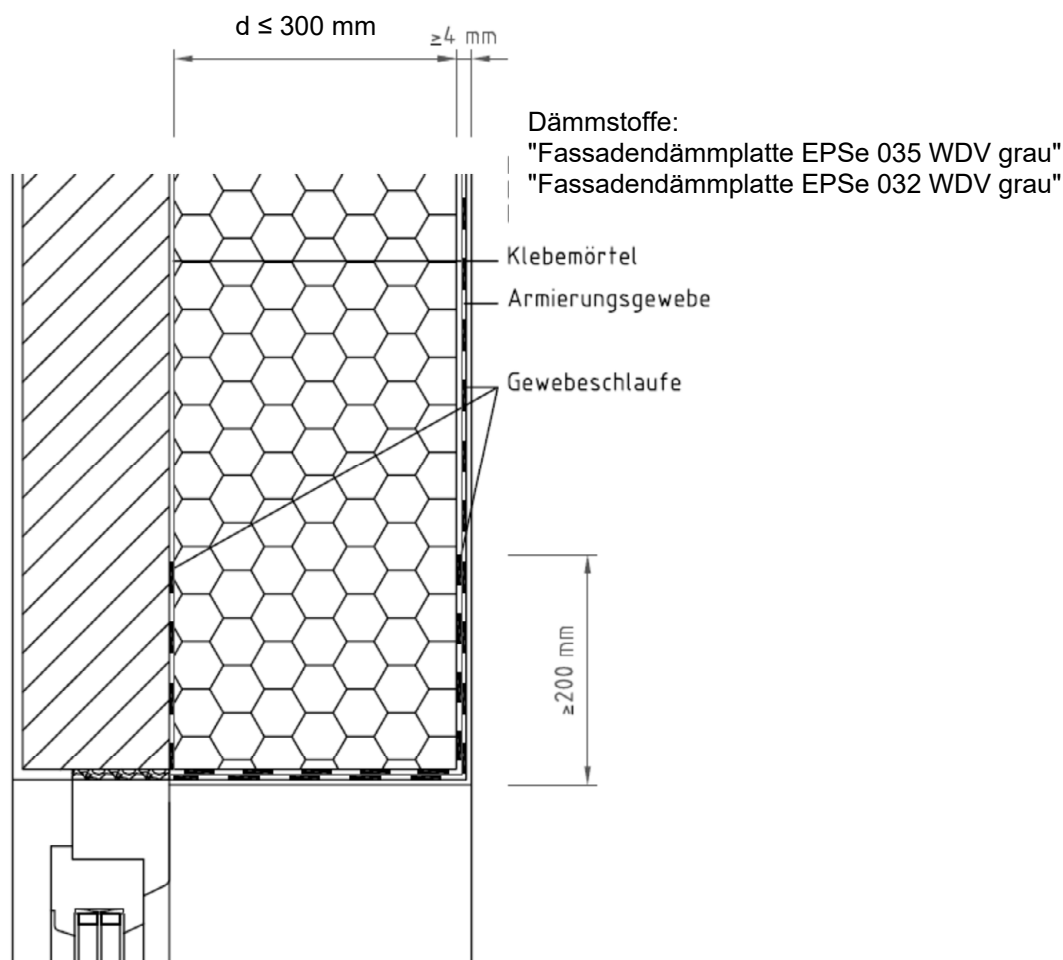 d ≤ 300 mm
≥4 mm
Dämmstoffe:
"Fassadendämmplatte EPSe 035 WDV grau"
"Fassadendämmplatte EPSe 032 WDV grau"
Klebemörtel
Armierungsgewebe
Gewebeschlaufe
≥200 mm